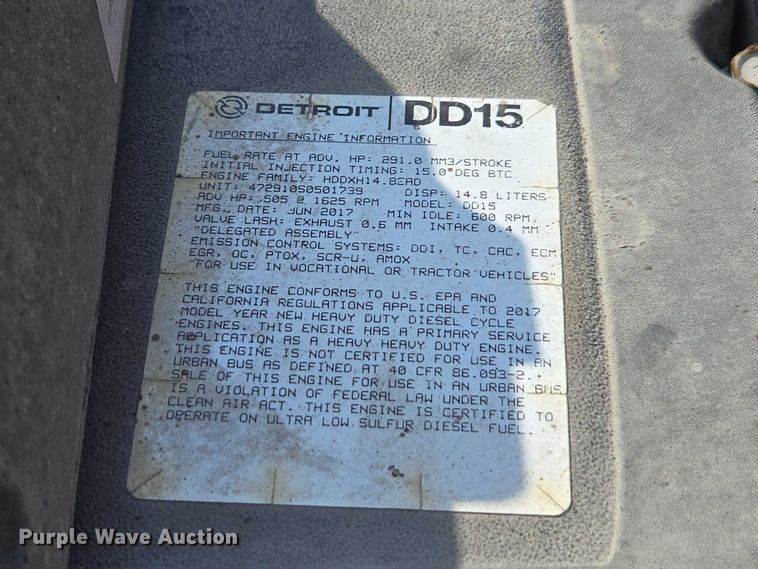 DETROIT DD15
IMPORTANT ENGINE INFORMATION
FUEL RATE AT ADV. HP: 291.0 MM3/STROKE
INITIAL INJECTION TIMING: 15.0 DEG BTC
ENGINE FAMILY: HDDXH14.8EAD
UNIT: 472910S0501739 DISP: 14.8 LITERS
ADV HP: 505 @ 1625 RPM MODEL: DD15
MFG. DATE: JUN 2017 MIN IDLE: 600 RPM
VALVE LASH: EXHAUST 0.6 MM INTAKE 0.4 MM
"DELEGATED ASSEMBLY"
EMISSION CONTROL SYSTEMS: DDI, TC, CAC, ECM
EGR, OC, PTOX, SCR-U, AMOX
"FOR USE IN VOCATIONAL OR TRACTOR VEHICLES"
THIS ENGINE CONFORMS TO U.S. EPA AND
CALIFORNIA REGULATIONS APPLICABLE TO 2017
MODEL YEAR NEW HEAVY DUTY DIESEL CYCLE
ENGINES. THIS ENGINE HAS A PRIMARY SERVICE
APPLICATION AS A HEAVY HEAVY DUTY ENGINE.
THIS ENGINE IS NOT CERTIFIED FOR USE IN AN
URBAN BUS AS DEFINED AT 40 CFR 86.093-2.
SALE OF THIS ENGINE FOR USE IN AN URBAN BUS
IS A VIOLATION OF FEDERAL LAW UNDER THE
CLEAN AIR ACT. THIS ENGINE IS CERTIFIED TO
OPERATE ON ULTRA LOW SULFUR DIESEL FUEL.
Purple Wave Auction®